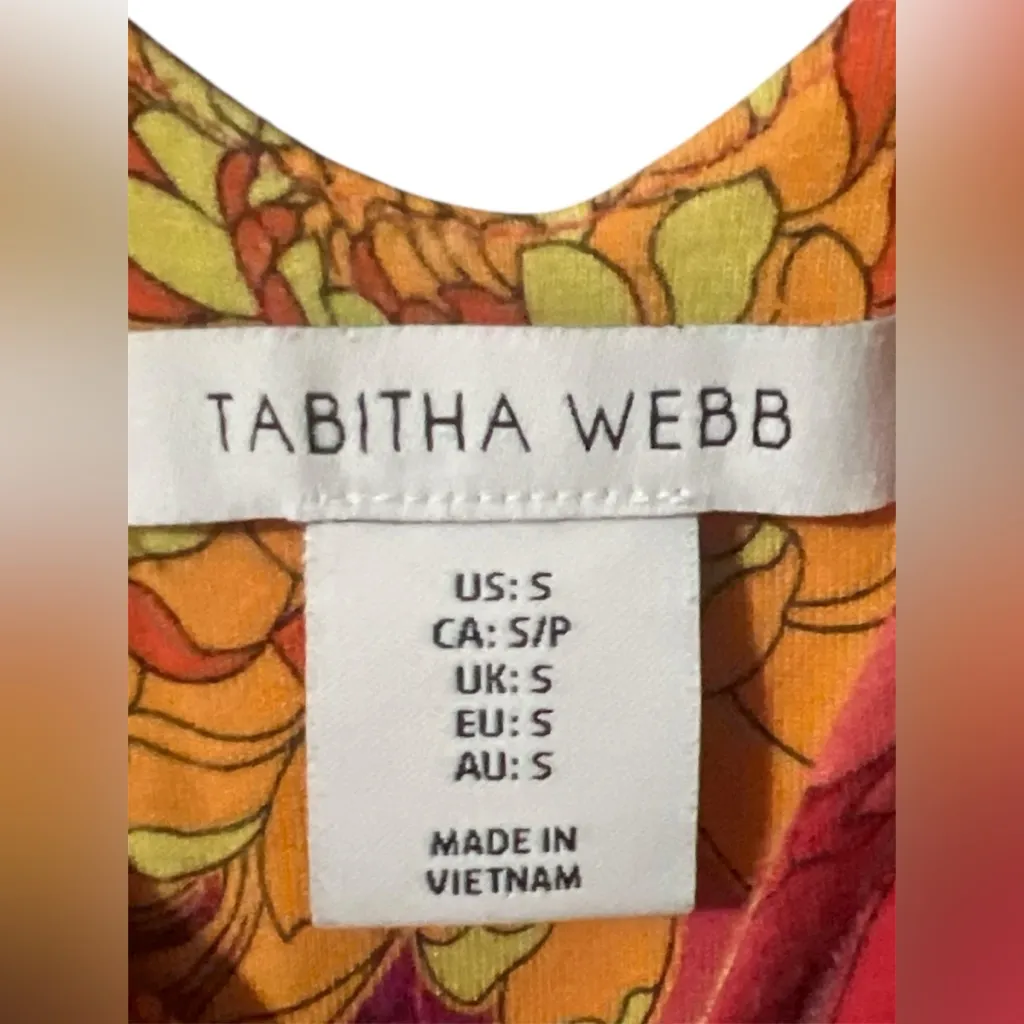 TABITHA WEBB
US: S
CA: S/P
UK: S
EU: S
AU: S
MADE IN
VIETNAM